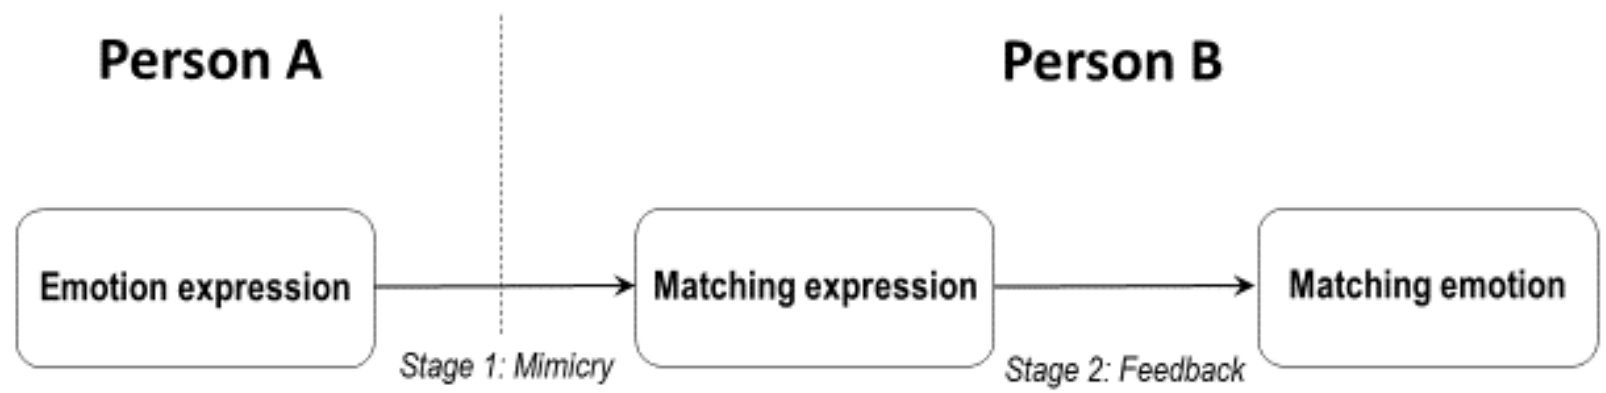 Person A
Person B
Emotion expression
Matching expression
Matching emotion
Stage 1: Mimicry
Stage 2: Feedback